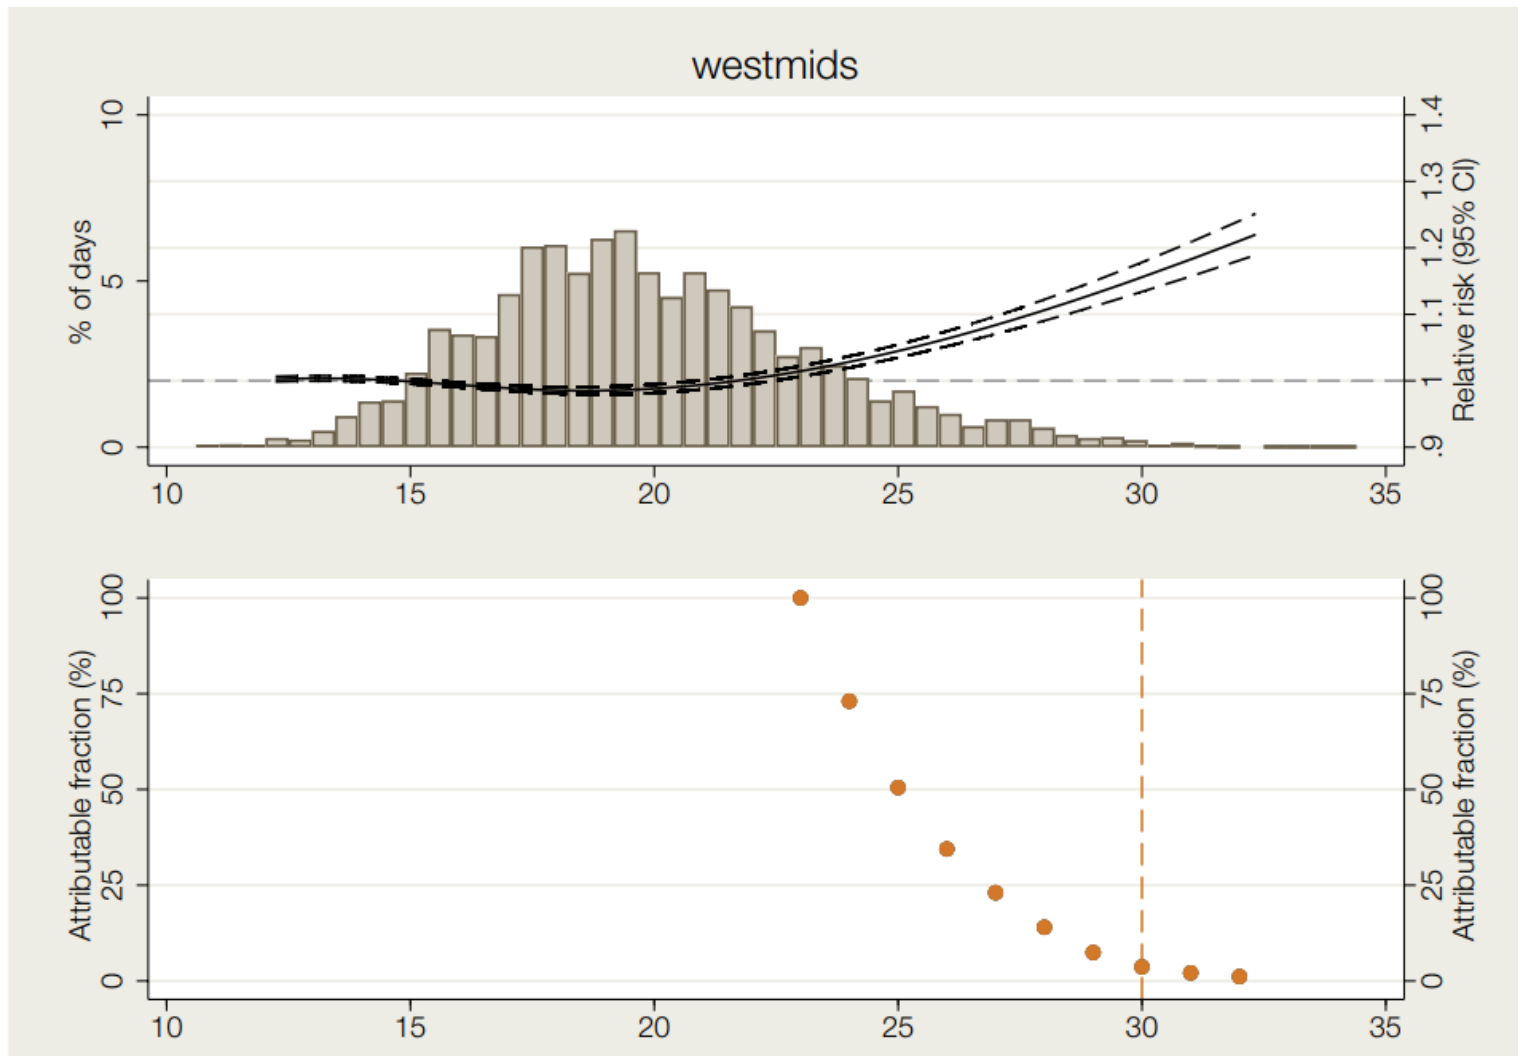 westmids
% of days
10
5
0
Relative risk (95% CI)
1.4
1.3
1.2
1.1
1
.9
10 15 20 25 30 35
Attributable fraction (%)
100
75
50
25
0
Attributable fraction (%)
100
75
50
25
0
10 15 20 25 30 35